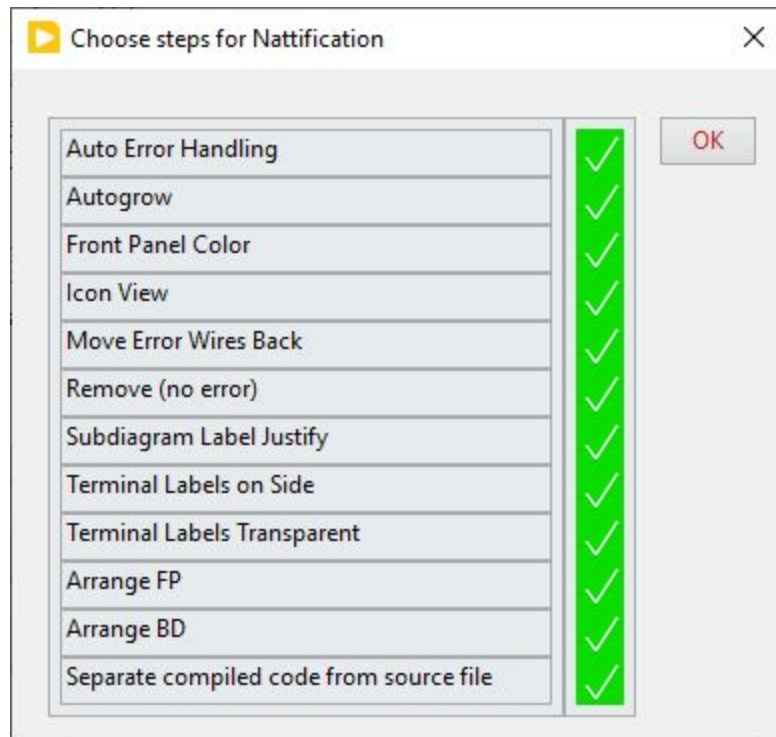 Choose steps for Nattification
Auto Error Handling
OK
Autogrow
Front Panel Color
Icon View
Move Error Wires Back
Remove (no error)
Subdiagram Label Justify
Terminal Labels on Side
Terminal Labels Transparent
Arrange FP
Arrange BD
Separate compiled code from source file